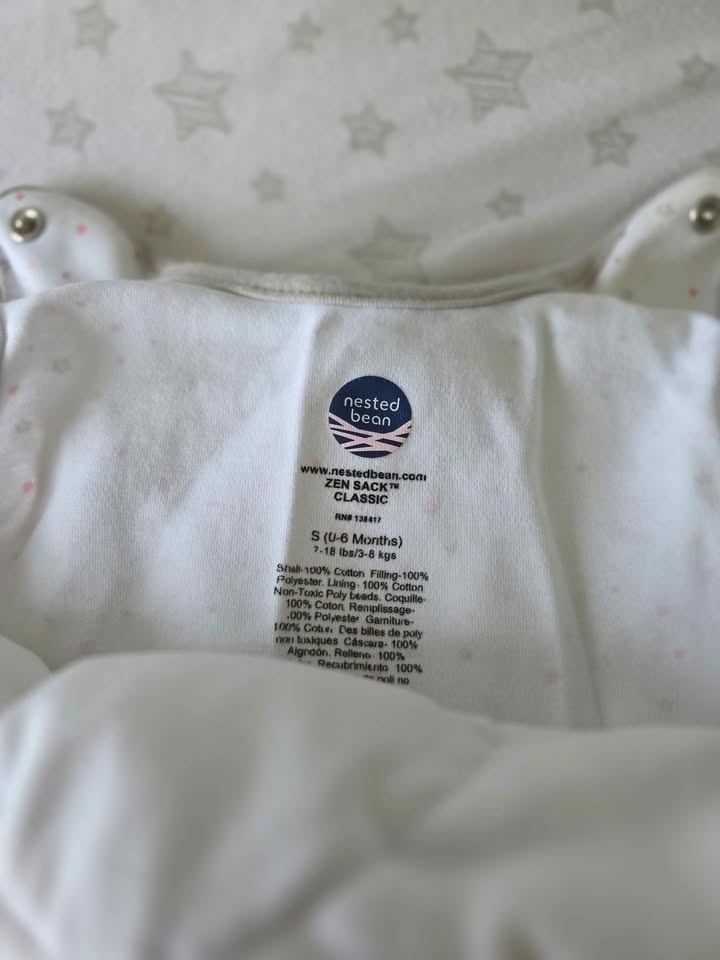 nested
bean
www.nestedbean.com
ZEN SACK™
CLASSIC
RN# 138417
S (0-6 Months)
7-18 lbs/3-8 kgs
Shell-100% Cotton Filling-100%
Polyester. Lining- 100% Cotton
Non-Toxic Poly beads. Coquille-
100% Coton, Remplissage-
100% Polyester Garniture-
100% Coton Des billes de poly
non toxiques Cáscara- 100%
Algodón. Relleno- 100%
Recubrimiento 100%
poli no